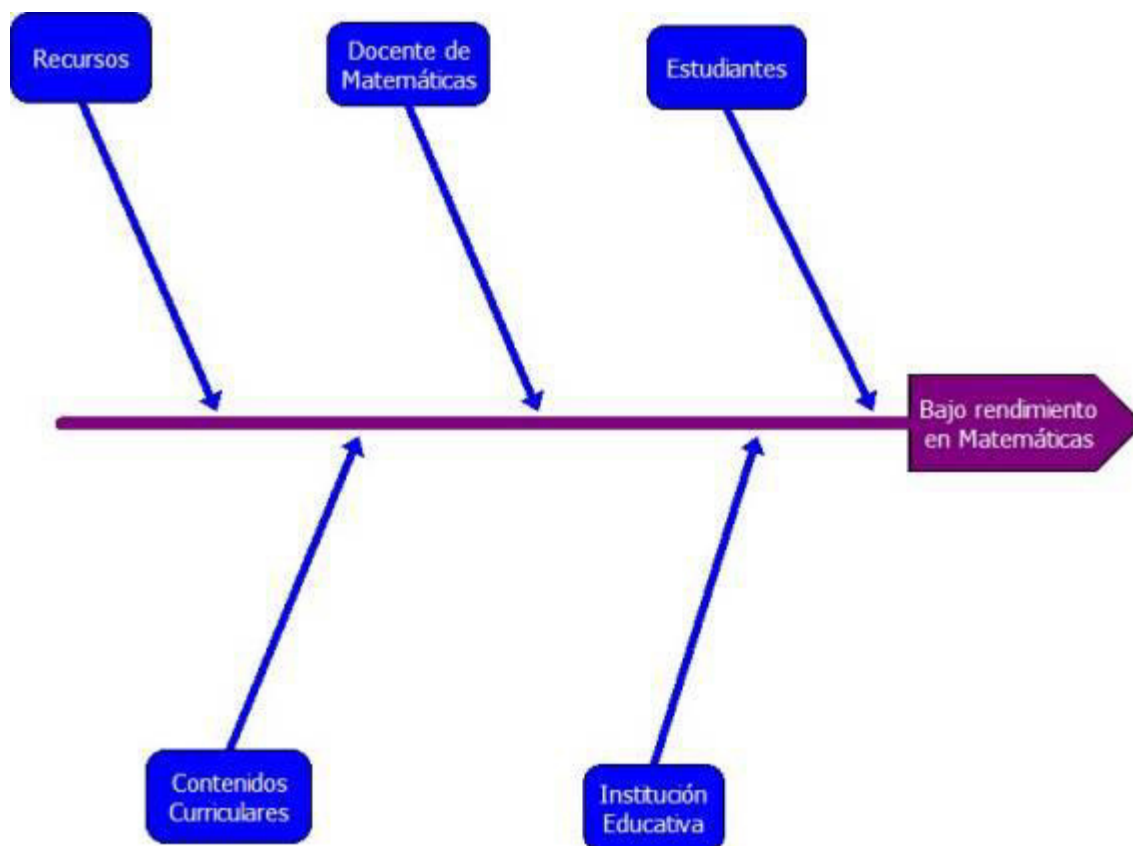 Recursos
Docente de
Matemáticas
Estudiantes
Bajo rendimiento
en Matemáticas
Contenidos
Curriculares
Institución
Educativa